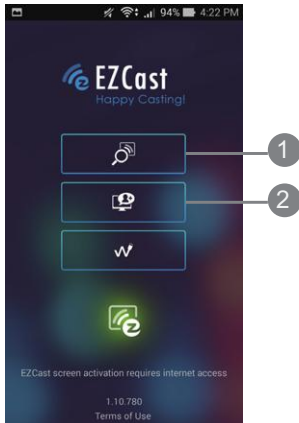 94% 4:22 PM
EZCast
Happy Casting!
1
2
EZCast screen activation requires internet access
1.10.780
Terms of Use